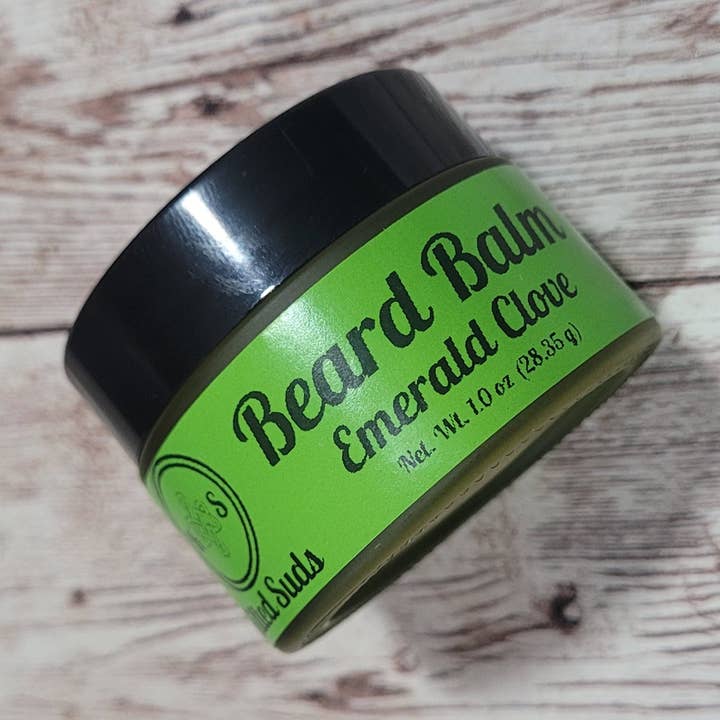 Beard Balm
Emerald Clove
Net. Wt. 1.0 oz (28.35 g)
S
Suds